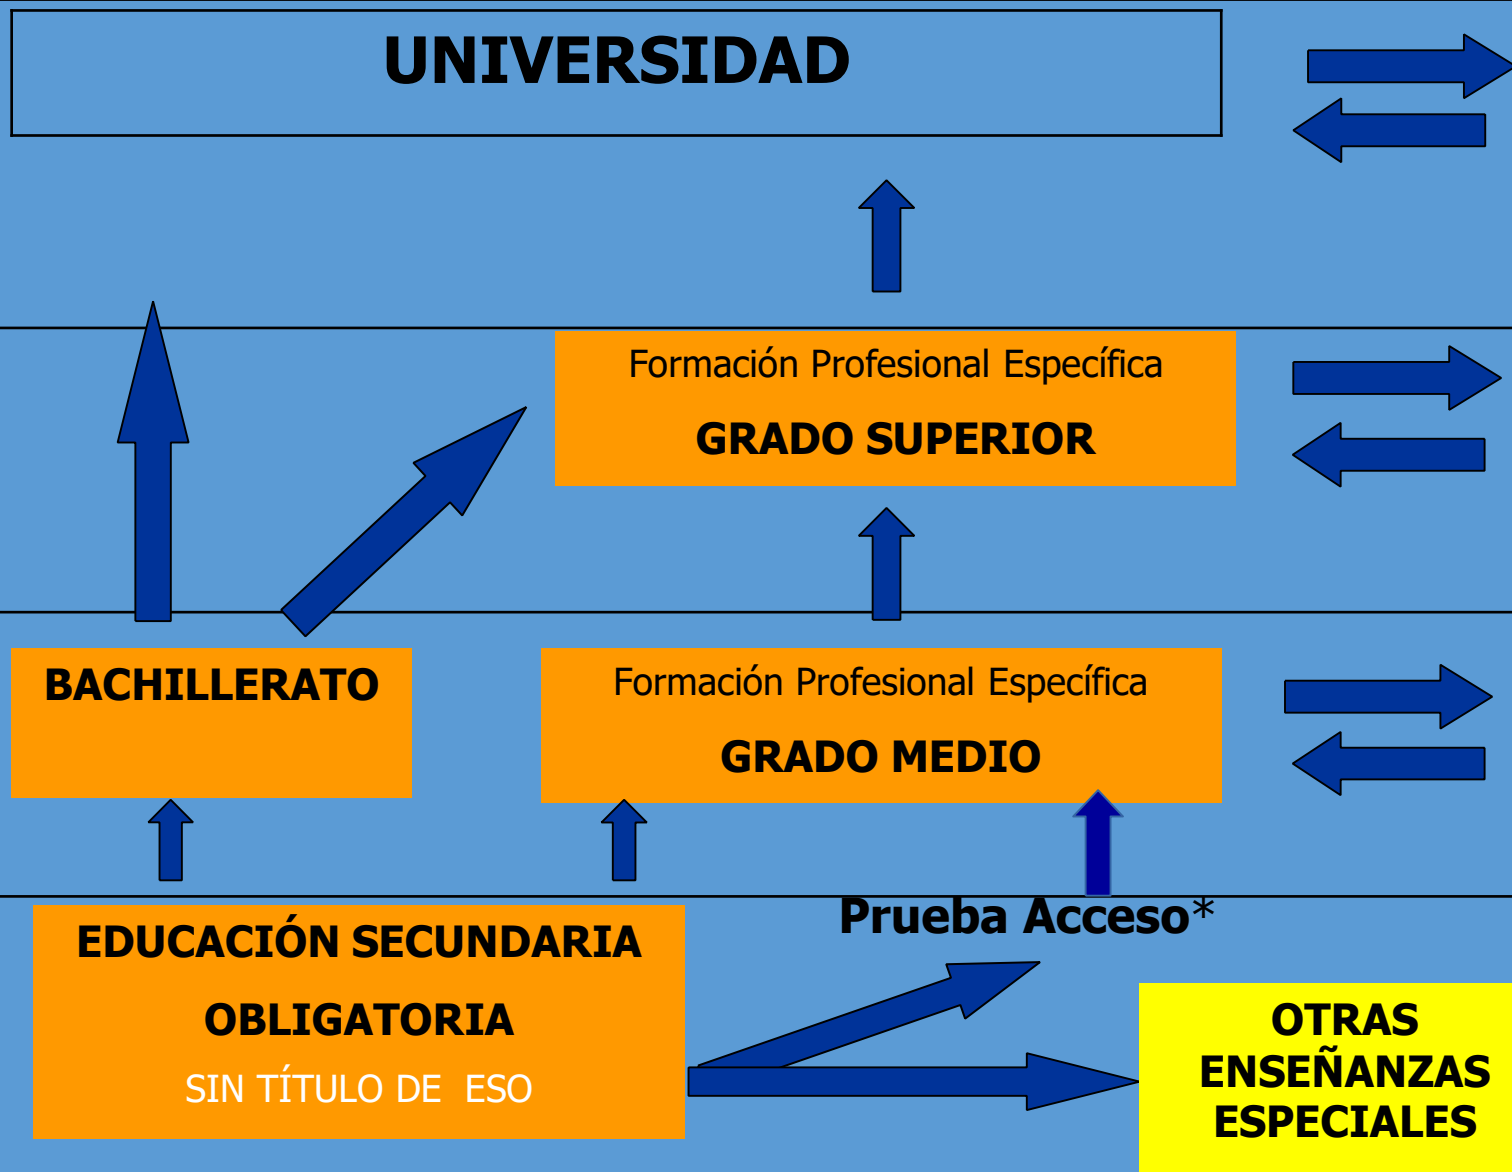 UNIVERSIDAD
Formación Profesional Específica
GRADO SUPERIOR
BACHILLERATO
Formación Profesional Específica
GRADO MEDIO
Prueba Acceso*
EDUCACIÓN SECUNDARIA
OBLIGATORIA
SIN TÍTULO DE ESO
OTRAS
ENSEÑANZAS
ESPECIALES